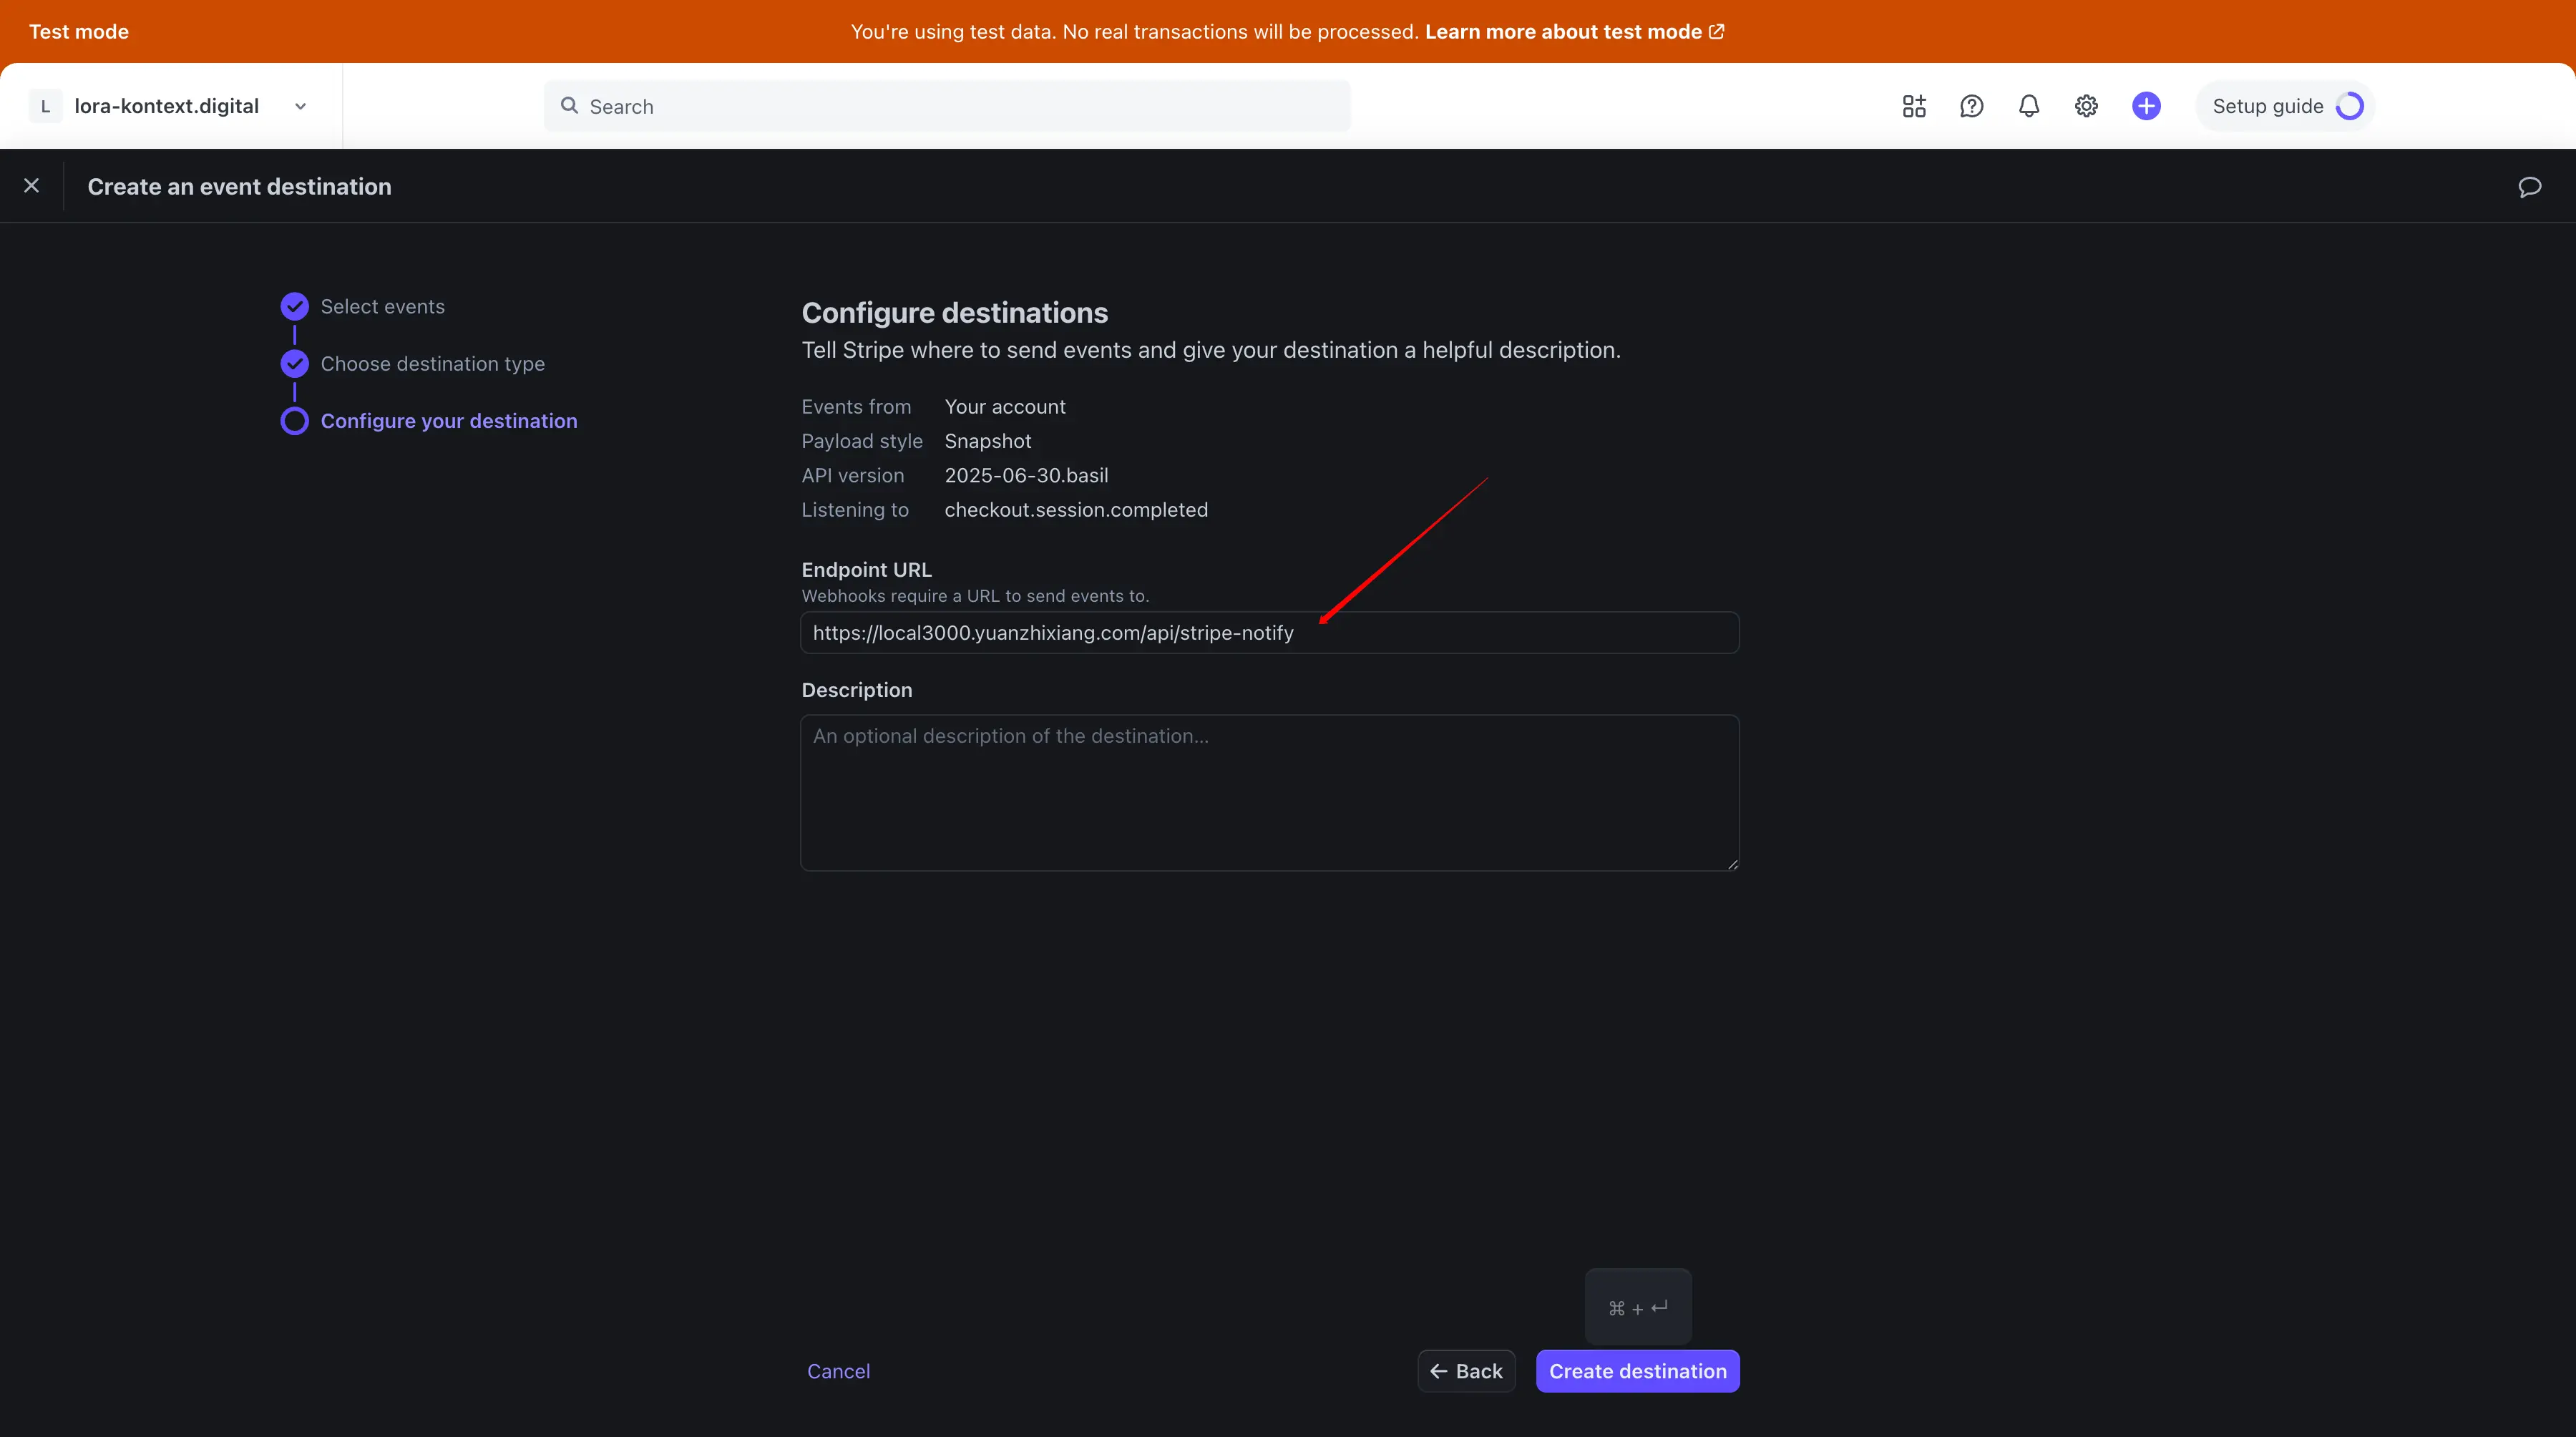 Test mode
You're using test data. No real transactions will be processed. Learn more about test mode
L lora-kontext.digital
Search
Setup guide
Create an event destination
Select events
Choose destination type
Configure your destination
Configure destinations
Tell Stripe where to send events and give your destination a helpful description.
Events from Your account
Payload style Snapshot
API version 2025-06-30.basil
Listening to checkout.session.completed
Endpoint URL
Webhooks require a URL to send events to.
https://local3000.yuanzhixiang.com/api/stripe-notify
Description
An optional description of the destination...
⌘ + ↵
Cancel
← Back
Create destination